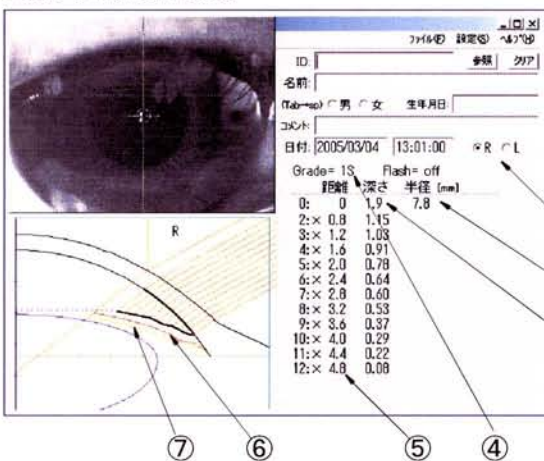 ファイル(F) 設定(S) ヘルプ(H)
ID: 参照 クリア
名前:
(Tab→sp) 男 女 生年月日:
コメント:
日付: 2005/03/04 13:01:00 R L
Grade= 1S Flash= off
距離 深さ 半径 [mm]
0: 0 1.9 7.8
2:× 0.8 1.15
3:× 1.2 1.03
4:× 1.6 0.91
5:× 2.0 0.78
6:× 2.4 0.64
7:× 2.8 0.60
8:× 3.2 0.53
9:× 3.6 0.37
10:× 4.0 0.29
11:× 4.4 0.22
12:× 4.8 0.08
R
⑦ ⑥ ⑤ ④